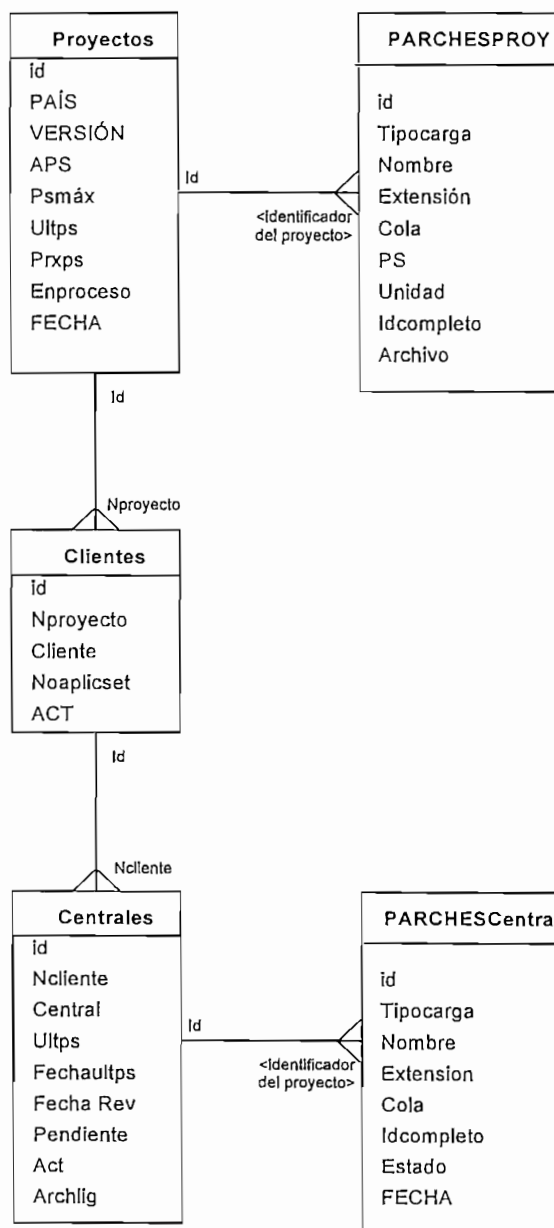 Proyectos
id
PAÍS
VERSIÓN
APS
Psmáx
Ultps
Prxps
Enproceso
FECHA
Id
<Identificador
del proyecto>
PARCHESPROY
id
Tipocarga
Nombre
Extensión
Cola
PS
Unidad
Idcompleto
Archivo
Id
Nproyecto
Clientes
id
Nproyecto
Cliente
Noaplicset
ACT
Id
Ncliente
Centrales
id
Ncliente
Central
Ultps
Fechaultps
Fecha Rev
Pendiente
Act
Archlig
Id
<Identificador
del proyecto>
PARCHESCentra
id
Tipocarga
Nombre
Extension
Cola
Idcompleto
Estado
FECHA